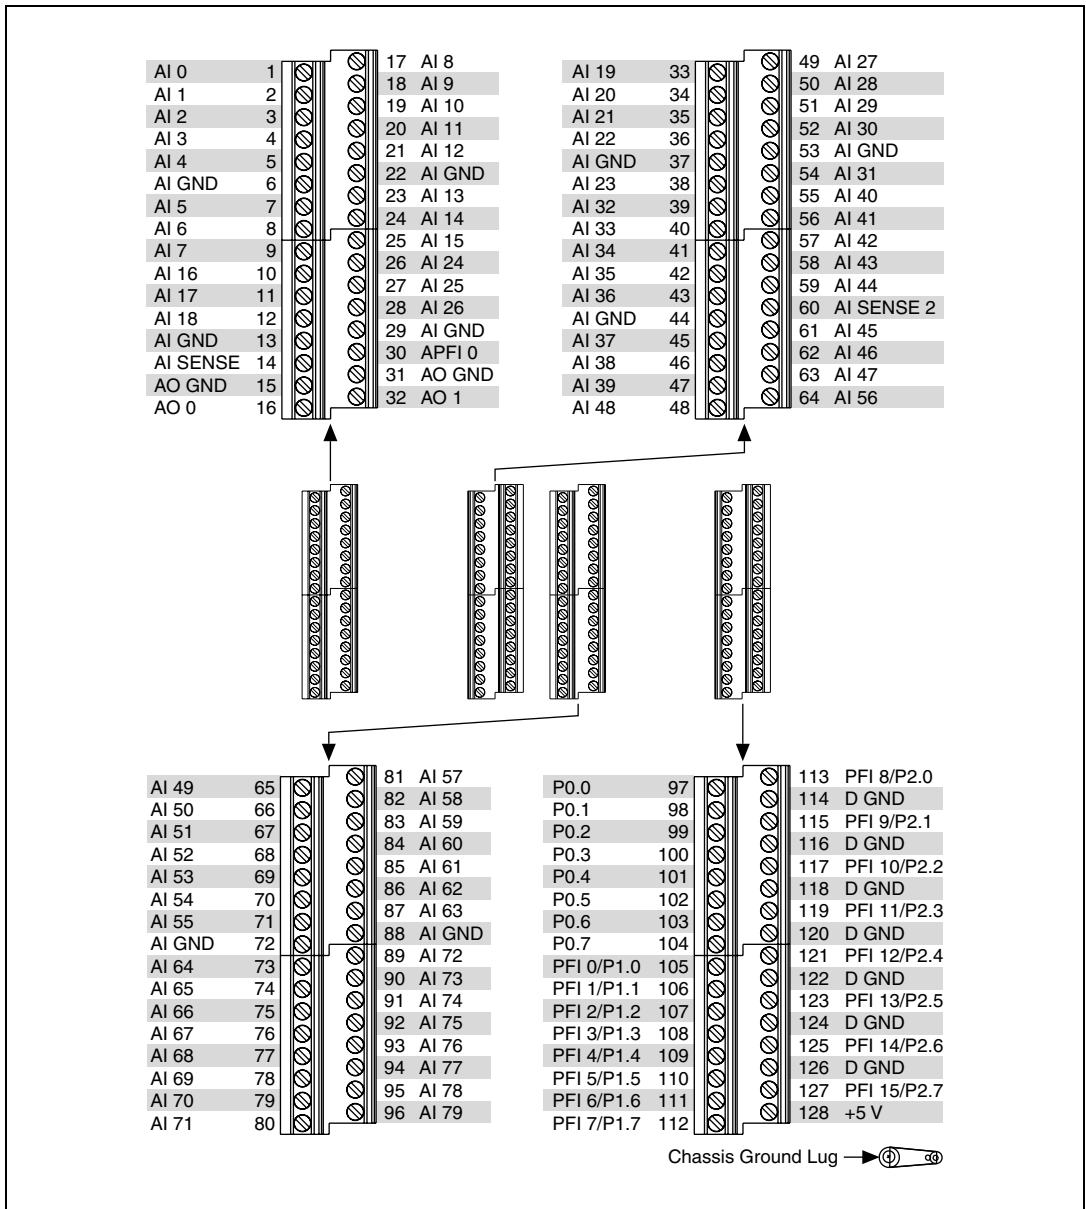 AI 0 1
AI 1 2
AI 2 3
AI 3 4
AI 4 5
AI GND 6
AI 5 7
AI 6 8
AI 7 9
AI 16 10
AI 17 11
AI 18 12
AI GND 13
AI SENSE 14
AO GND 15
AO 0 16
17 AI 8
18 AI 9
19 AI 10
20 AI 11
21 AI 12
22 AI GND
23 AI 13
24 AI 14
25 AI 15
26 AI 24
27 AI 25
28 AI 26
29 AI GND
30 APFI 0
31 AO GND
32 AO 1
AI 19 33
AI 20 34
AI 21 35
AI 22 36
AI GND 37
AI 23 38
AI 32 39
AI 33 40
AI 34 41
AI 35 42
AI 36 43
AI GND 44
AI 37 45
AI 38 46
AI 39 47
AI 48 48
49 AI 27
50 AI 28
51 AI 29
52 AI 30
53 AI GND
54 AI 31
55 AI 40
56 AI 41
57 AI 42
58 AI 43
59 AI 44
60 AI SENSE 2
61 AI 45
62 AI 46
63 AI 47
64 AI 56
AI 49 65
AI 50 66
AI 51 67
AI 52 68
AI 53 69
AI 54 70
AI 55 71
AI GND 72
AI 64 73
AI 65 74
AI 66 75
AI 67 76
AI 68 77
AI 69 78
AI 70 79
AI 71 80
81 AI 57
82 AI 58
83 AI 59
84 AI 60
85 AI 61
86 AI 62
87 AI 63
88 AI GND
89 AI 72
90 AI 73
91 AI 74
92 AI 75
93 AI 76
94 AI 77
95 AI 78
96 AI 79
P0.0 97
P0.1 98
P0.2 99
P0.3 100
P0.4 101
P0.5 102
P0.6 103
P0.7 104
PFI 0/P1.0 105
PFI 1/P1.1 106
PFI 2/P1.2 107
PFI 3/P1.3 108
PFI 4/P1.4 109
PFI 5/P1.5 110
PFI 6/P1.6 111
PFI 7/P1.7 112
113 PFI 8/P2.0
114 D GND
115 PFI 9/P2.1
116 D GND
117 PFI 10/P2.2
118 D GND
119 PFI 11/P2.3
120 D GND
121 PFI 12/P2.4
122 D GND
123 PFI 13/P2.5
124 D GND
125 PFI 14/P2.6
126 D GND
127 PFI 15/P2.7
128 +5 V
Chassis Ground Lug